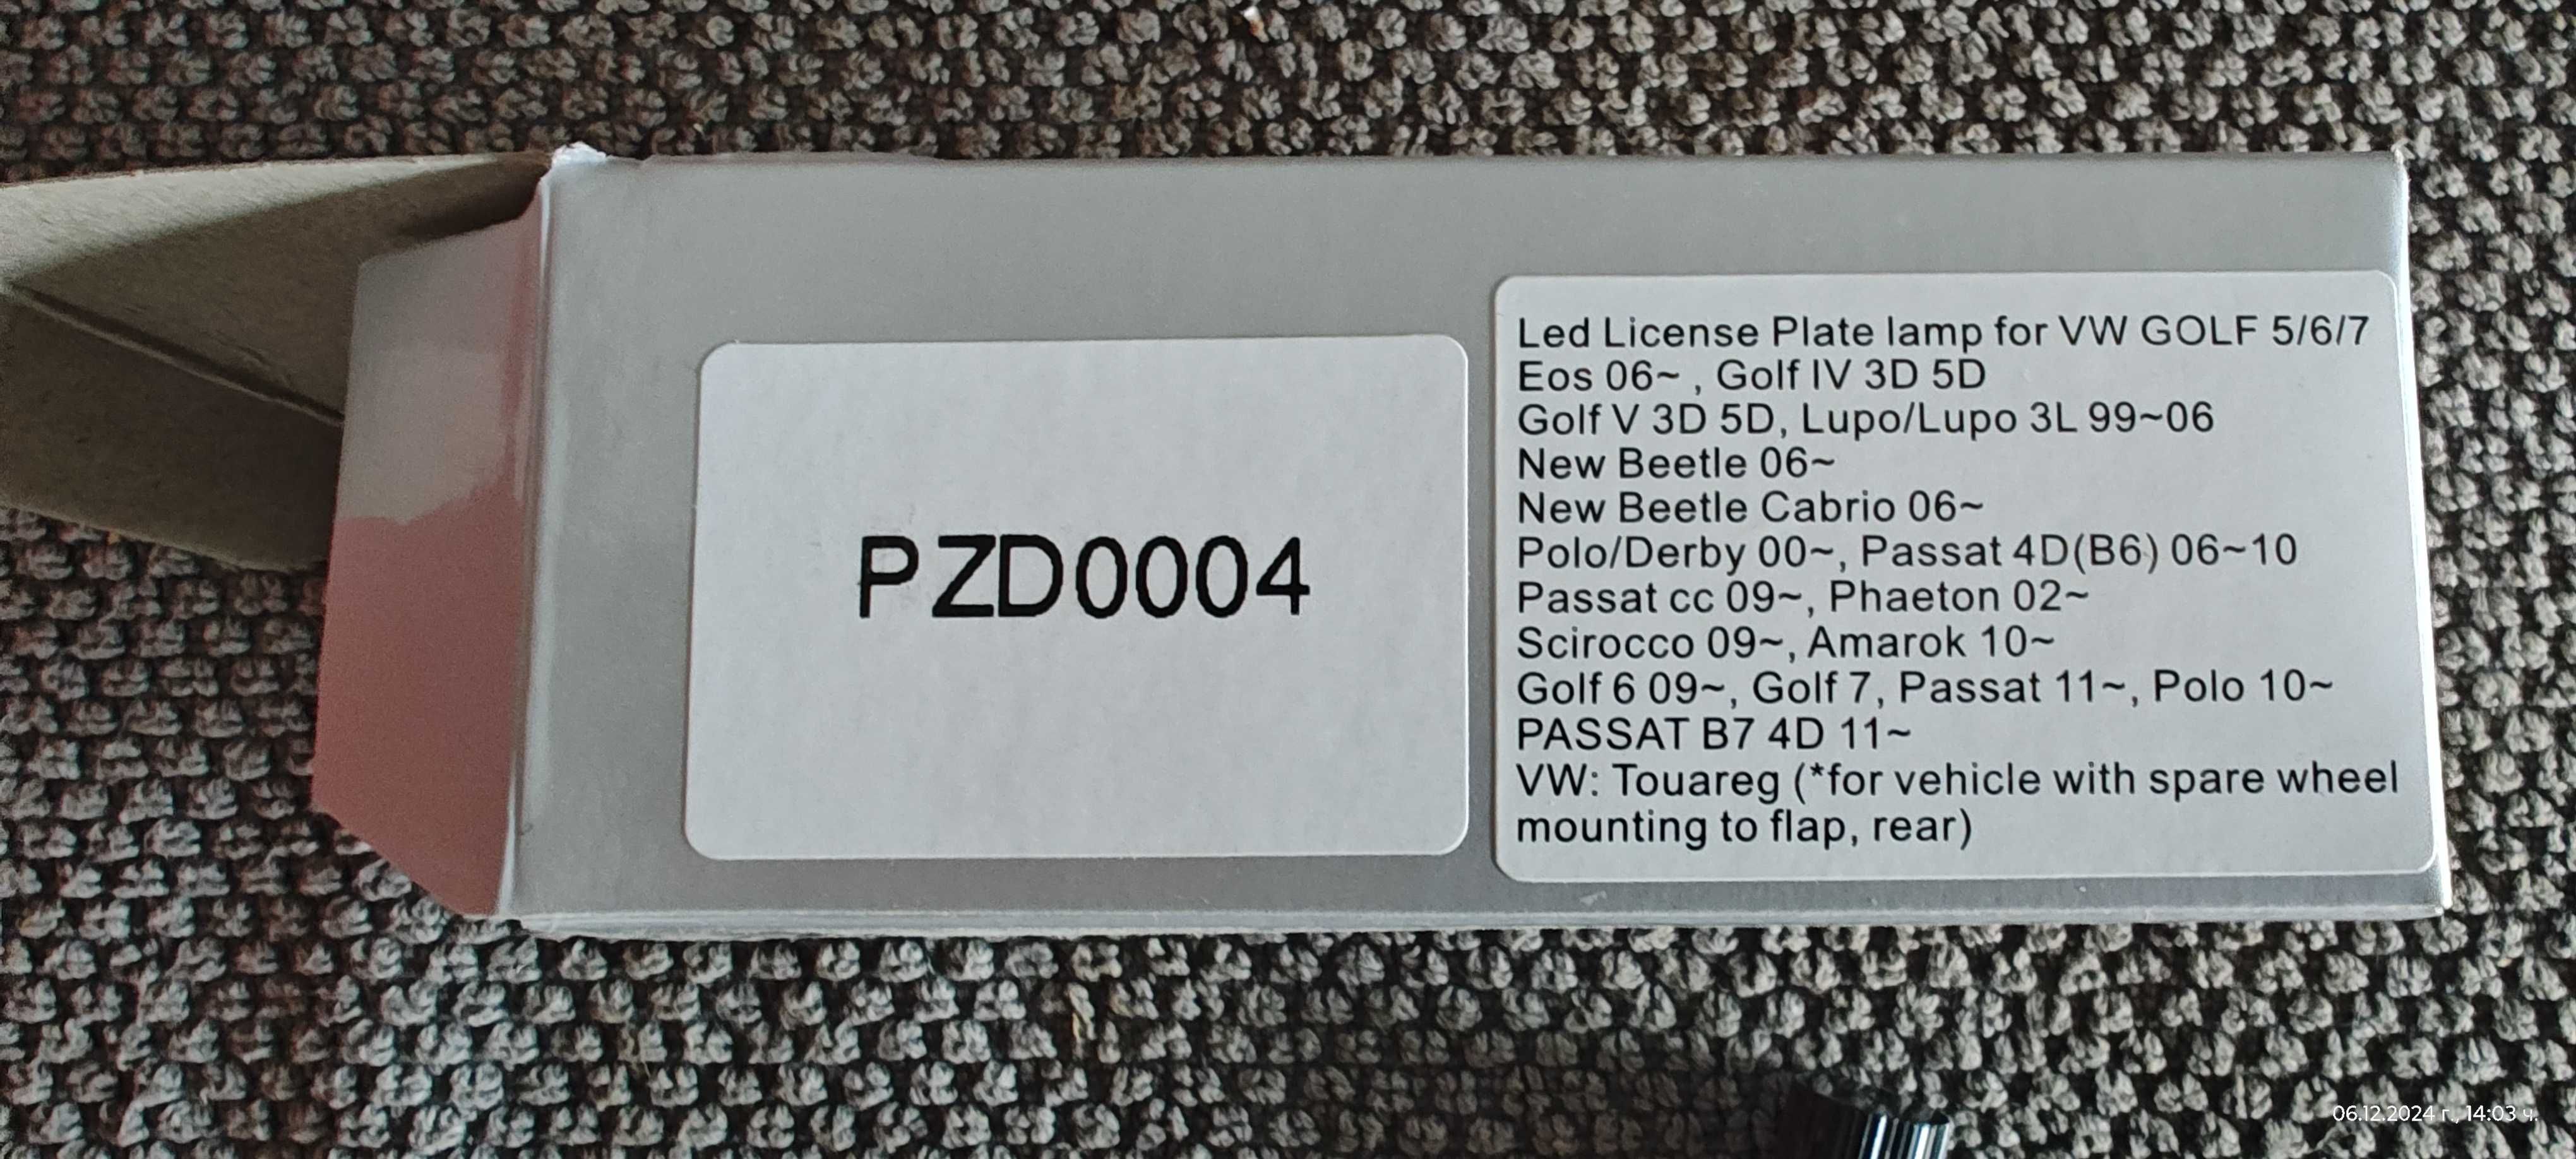 PZD0004
Led License Plate lamp for VW GOLF 5/6/7
Eos 06~ , Golf IV 3D 5D
Golf V 3D 5D, Lupo/Lupo 3L 99~06
New Beetle 06~
New Beetle Cabrio 06~
Polo/Derby 00~, Passat 4D(B6) 06~10
Passat cc 09~, Phaeton 02~
Scirocco 09~, Amarok 10~
Golf 6 09~, Golf 7, Passat 11~, Polo 10~
PASSAT B7 4D 11~
VW: Touareg (*for vehicle with spare wheel
mounting to flap, rear)
06.12.2024 г., 14:03 ч.